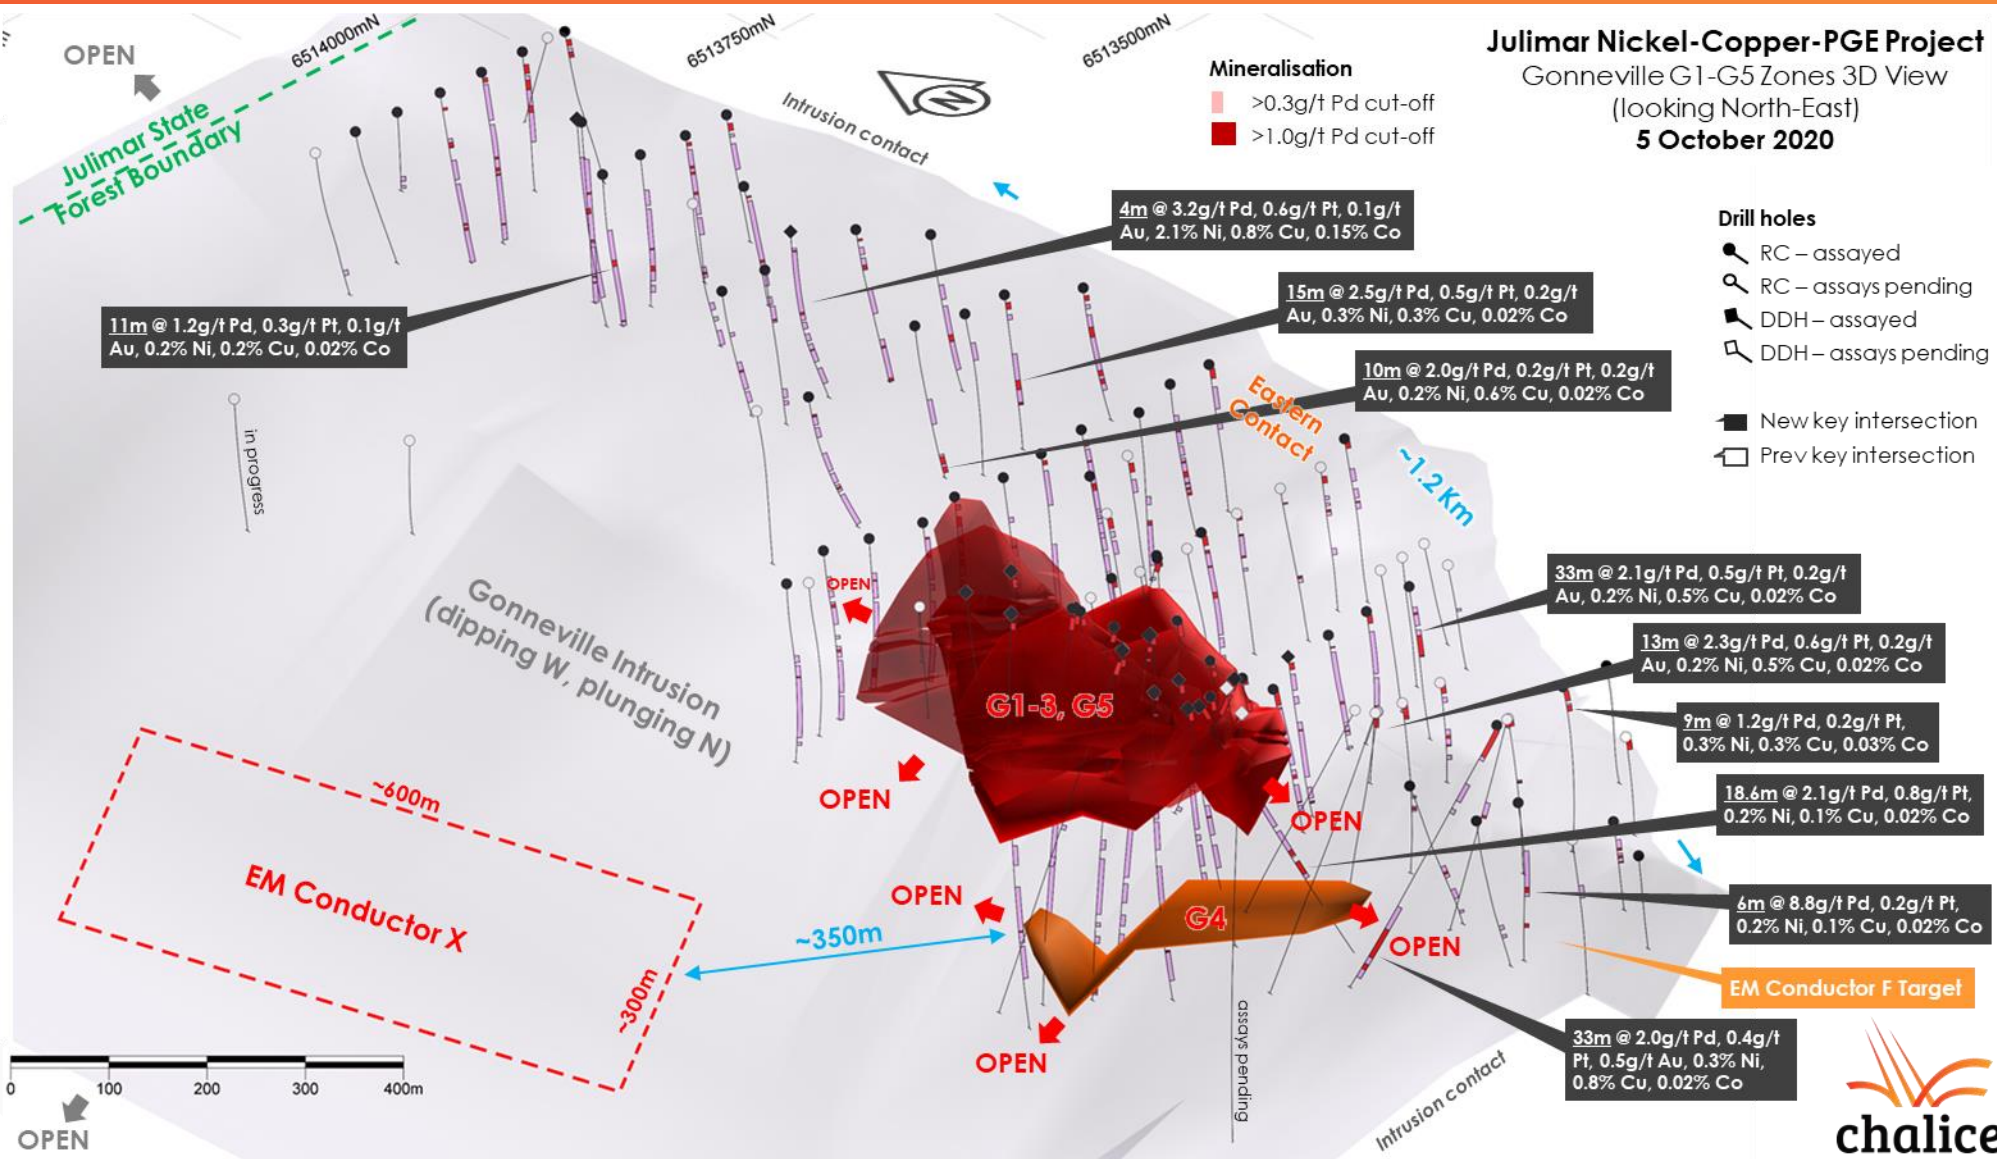 Julimar Nickel-Copper-PGE Project
Gonneville G1-G5 Zones 3D View
(looking North-East)
5 October 2020
6514000mN
6513750mN
6513500mN
OPEN
Julimar State
Forest Boundary
Intrusion contact
N
Mineralisation
>0.3g/t Pd cut-off
>1.0g/t Pd cut-off
Drill holes
RC – assayed
RC – assays pending
DDH – assayed
DDH – assays pending
New key intersection
Prev key intersection
4m @ 3.2g/t Pd, 0.6g/t Pt, 0.1g/t
Au, 2.1% Ni, 0.8% Cu, 0.15% Co
15m @ 2.5g/t Pd, 0.5g/t Pt, 0.2g/t
Au, 0.3% Ni, 0.3% Cu, 0.02% Co
11m @ 1.2g/t Pd, 0.3g/t Pt, 0.1g/t
Au, 0.2% Ni, 0.2% Cu, 0.02% Co
10m @ 2.0g/t Pd, 0.2g/t Pt, 0.2g/t
Au, 0.2% Ni, 0.6% Cu, 0.02% Co
Eastern
Contact
~1.2 Km
in progress
Gonneville Intrusion
(dipping W, plunging N)
OPEN
33m @ 2.1g/t Pd, 0.5g/t Pt, 0.2g/t
Au, 0.2% Ni, 0.5% Cu, 0.02% Co
13m @ 2.3g/t Pd, 0.6g/t Pt, 0.2g/t
Au, 0.2% Ni, 0.5% Cu, 0.02% Co
G1-3, G5
9m @ 1.2g/t Pd, 0.2g/t Pt,
0.3% Ni, 0.3% Cu, 0.03% Co
OPEN
OPEN
18.6m @ 2.1g/t Pd, 0.8g/t Pt,
0.2% Ni, 0.1% Cu, 0.02% Co
~600m
EM Conductor X
~300m
~350m
OPEN
G4
OPEN
6m @ 8.8g/t Pd, 0.2g/t Pt,
0.2% Ni, 0.1% Cu, 0.02% Co
EM Conductor F Target
OPEN
assays pending
33m @ 2.0g/t Pd, 0.4g/t
Pt, 0.5g/t Au, 0.3% Ni,
0.8% Cu, 0.02% Co
Intrusion contact
0 100 200 300 400m
OPEN
chalice